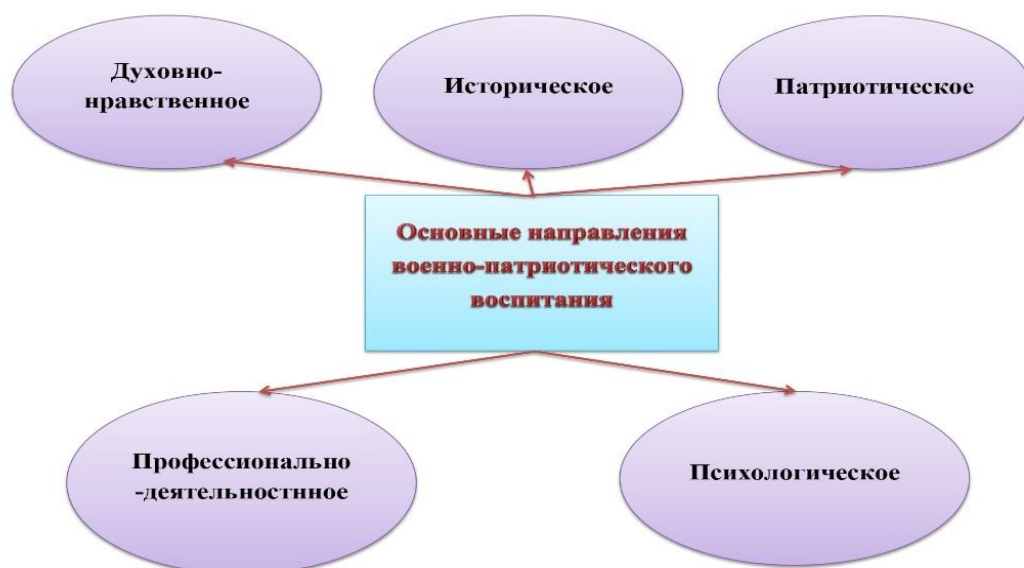 Духовно-
нравственное
Историческое
Патриотическое
Основные направления
военно-патриотического
воспитания
Профессионально
-деятельностнное
Психологическое